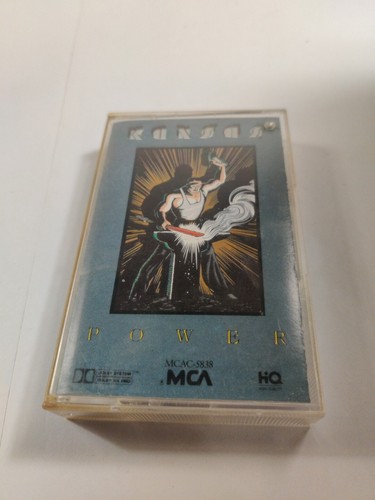 KANSAS
POWER
MCAC-5838
MCA
HQ